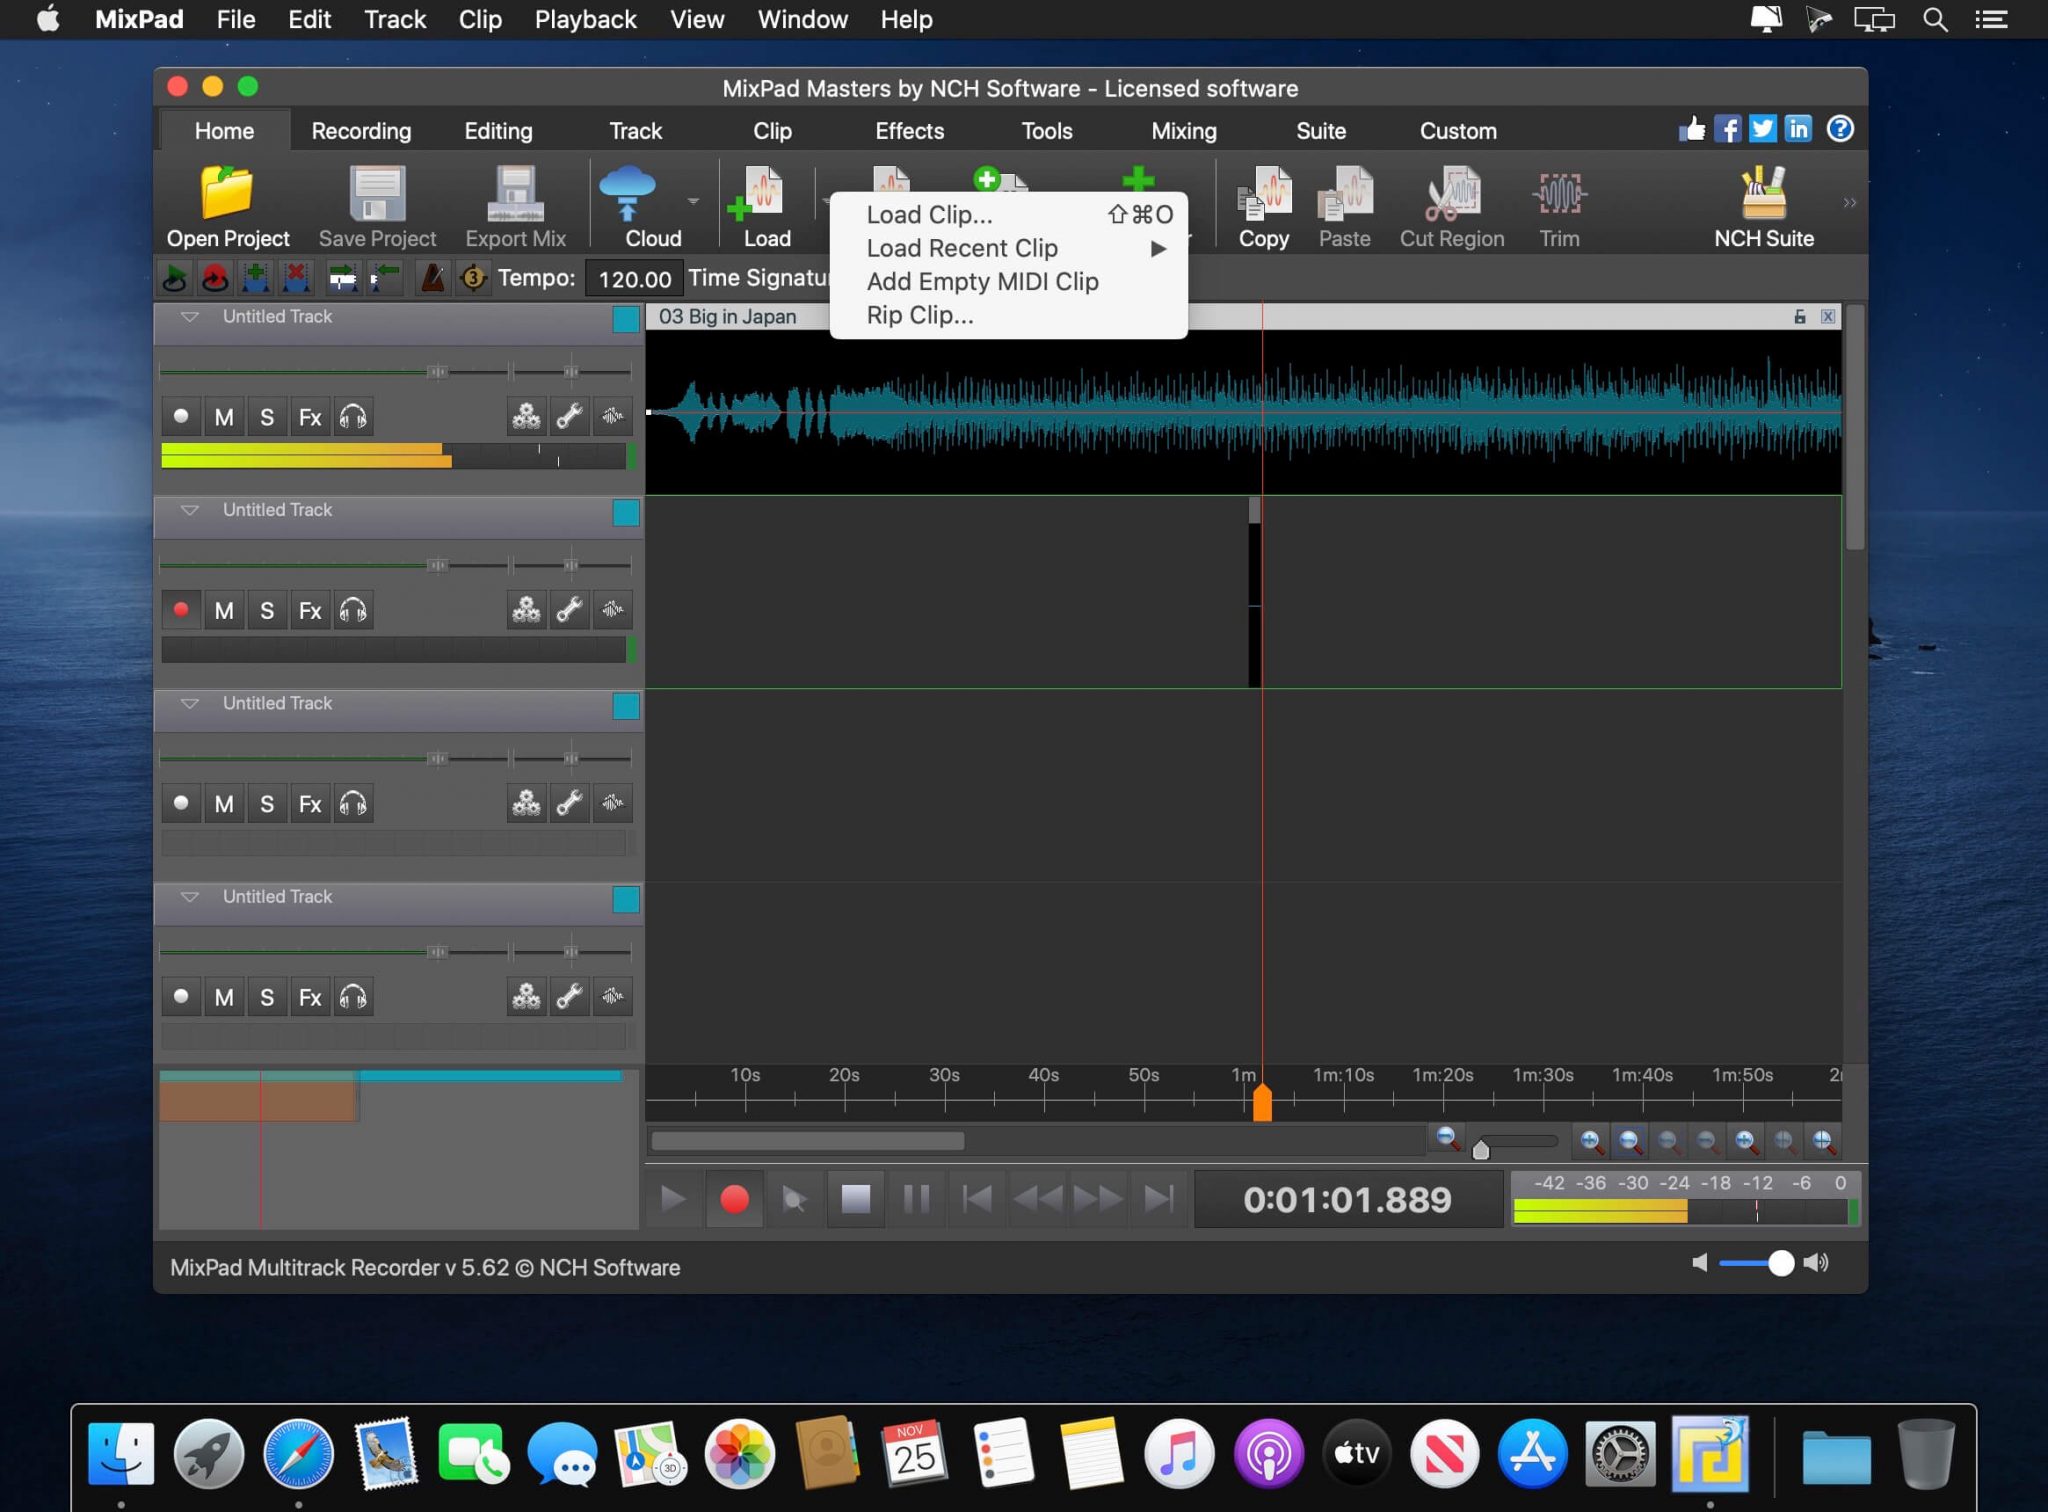 MixPad File Edit Track Clip Playback View Window Help
MixPad Masters by NCH Software - Licensed software
Home Recording Editing Track Clip Effects Tools Mixing Suite Custom
Open Project Save Project Export Mix Cloud Load Copy Paste Cut Region Trim NCH Suite
Load Clip... ⇧⌘O
Load Recent Clip ▶
Add Empty MIDI Clip
Rip Clip...
Tempo: 120.00 Time Signatu
Untitled Track
03 Big in Japan
M S Fx
Untitled Track
M S Fx
Untitled Track
M S Fx
Untitled Track
M S Fx
10s 20s 30s 40s 50s 1m 1m:10s 1m:20s 1m:30s 1m:40s 1m:50s
0:01:01.889
-42 -36 -30 -24 -18 -12 -6 0
MixPad Multitrack Recorder v 5.62 © NCH Software
3D
NOV
25
tv